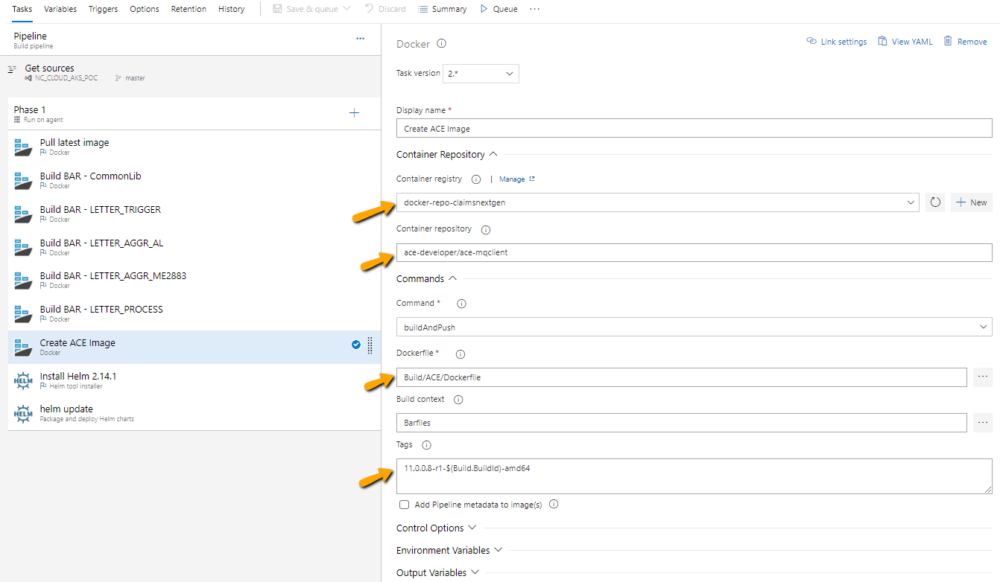 Tasks Variables Triggers Options Retention History Save & queue Discard Summary Queue ...
Pipeline ...
Build pipeline
Get sources
NC_CLOUD_AKS_POC master
Phase 1
Run on agent
Pull latest image
Docker
Build BAR - CommonLib
Docker
Build BAR - LETTER_TRIGGER
Docker
Build BAR - LETTER_AGGR_AL
Docker
Build BAR - LETTER_AGGR_ME2883
Docker
Build BAR - LETTER_PROCESS
Docker
Create ACE Image
Docker
HELM Install Helm 2.14.1
Helm tool installer
HELM helm update
Package and deploy Helm charts
Docker Link settings View YAML Remove
Task version 2.*
Display name *
Create ACE Image
Container Repository
Container registry | Manage
docker-repo-claimsnextgen New
Container repository
ace-developer/ace-mqclient
Commands
Command *
buildAndPush
Dockerfile *
Build/ACE/Dockerfile ...
Build context
Barfiles ...
Tags
11.0.0.8-r1-$(Build.BuildId)-amd64
Add Pipeline metadata to image(s)
Control Options
Environment Variables
Output Variables